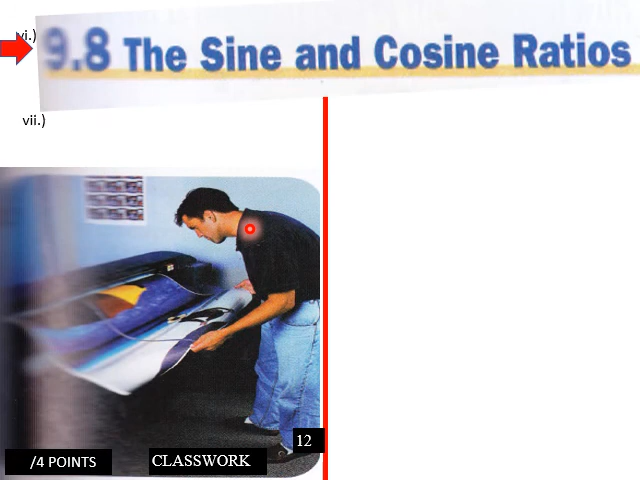 vi.)
9.8 The Sine and Cosine Ratios
vii.)
12
/4 POINTS
CLASSWORK